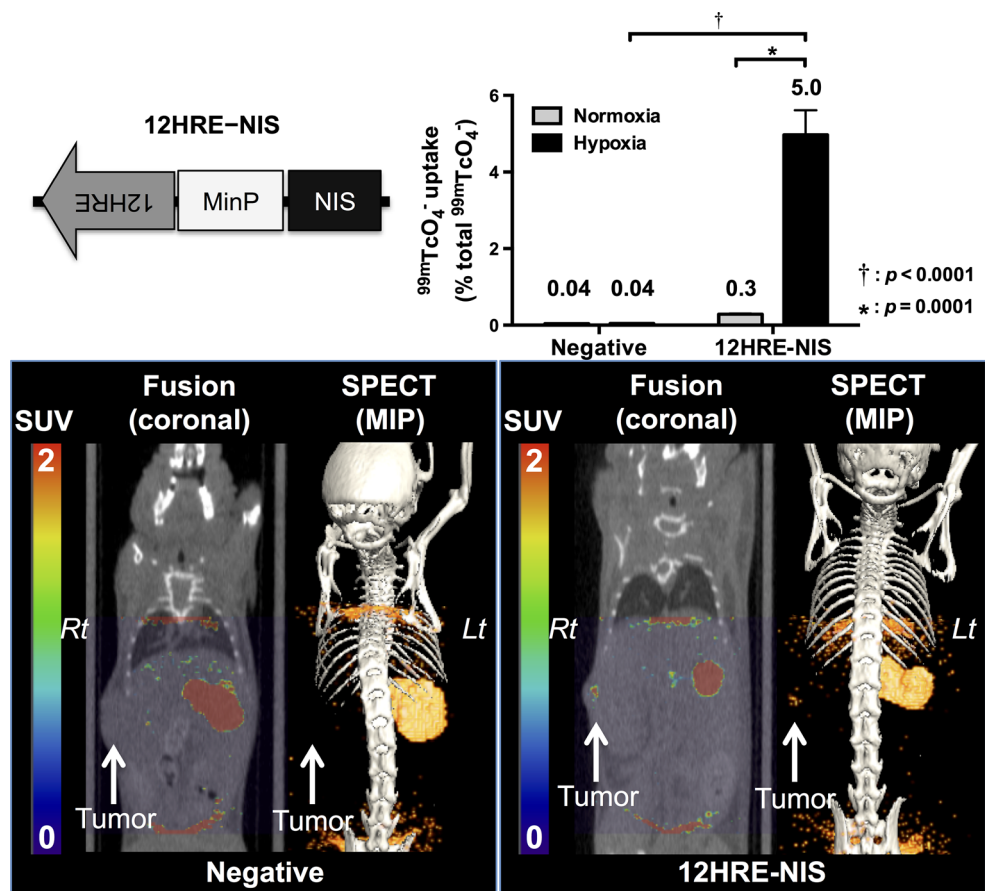 12HRE−NIS
12HRE
MinP
NIS
†
*
5.0
Normoxia
Hypoxia
99mTcO4- uptake
(% total 99mTcO4-)
6
4
2
0
0.04
0.04
0.3
† : p < 0.0001
* : p = 0.0001
Negative
12HRE-NIS
Fusion
(coronal)
SPECT
(MIP)
SUV
2
0
Rt
Lt
Tumor
Tumor
Negative
Fusion
(coronal)
SPECT
(MIP)
SUV
2
0
Rt
Lt
Tumor
Tumor
12HRE-NIS